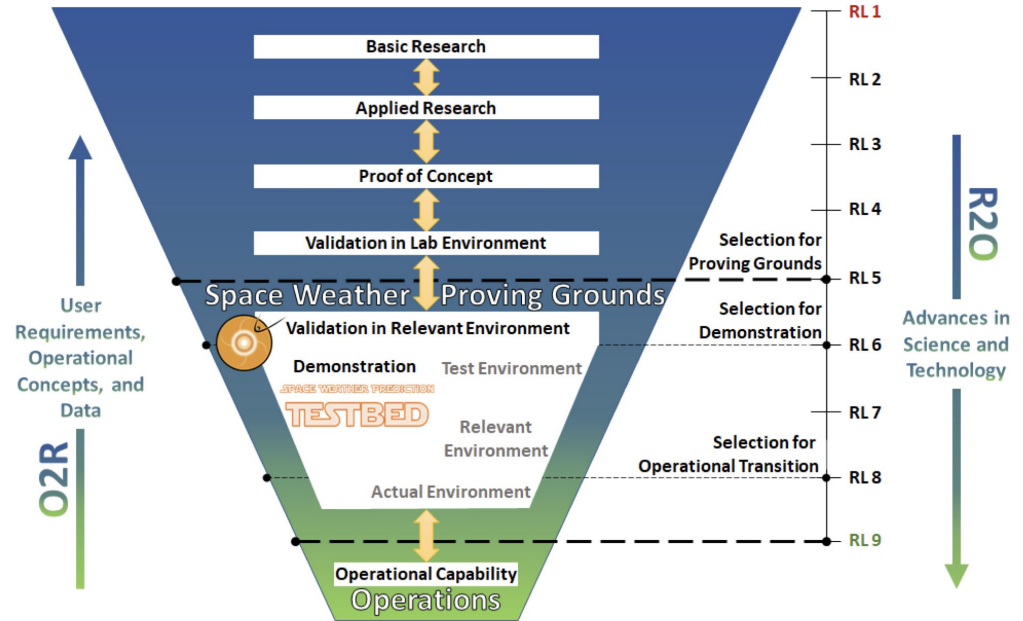 Basic Research
Applied Research
Proof of Concept
Validation in Lab Environment
Space Weather Proving Grounds
Validation in Relevant Environment
Demonstration
Test Environment
SPACE WEATHER PREDICTION
TESTBED
Relevant
Environment
Actual Environment
Operational Capability
Operations
User
Requirements,
Operational
Concepts, and
Data
O2R
Selection for
Proving Grounds
Selection for
Demonstration
Selection for
Operational Transition
RL 1
RL 2
RL 3
RL 4
RL 5
RL 6
RL 7
RL 8
RL 9
R2O
Advances in
Science and
Technology